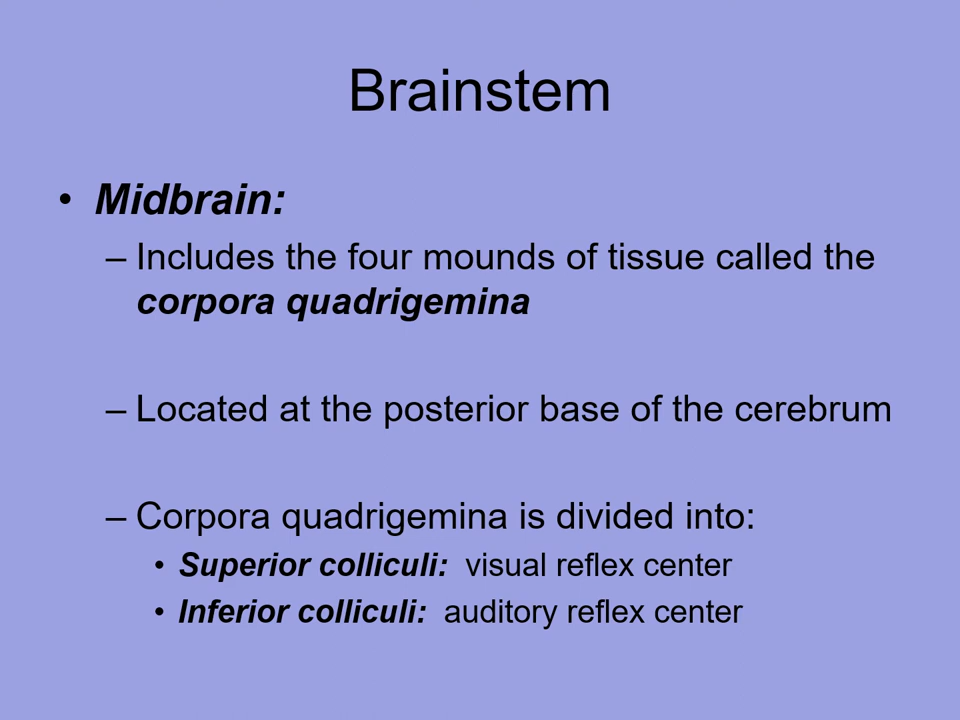 Brainstem
• Midbrain:
– Includes the four mounds of tissue called the
corpora quadrigemina
– Located at the posterior base of the cerebrum
– Corpora quadrigemina is divided into:
• Superior colliculi: visual reflex center
• Inferior colliculi: auditory reflex center